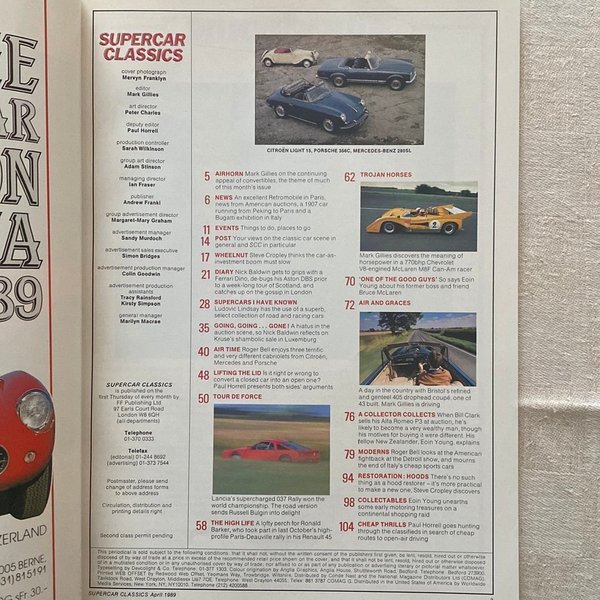 CE
AR
ON
VA
89
ZERLAND
005 BERNE,
31) 815191
gs SFr. 30.-
SUPERCAR
CLASSICS
cover photograph
Mervyn Franklyn
editor
Mark Gillies
art director
Peter Charles
deputy editor
Paul Horrell
production controller
Sarah Wilkinson
group art director
Adam Stinson
managing director
Ian Fraser
publisher
Andrew Frankl
group advertisement director
Margaret-Mary Graham
advertisement manager
Sandy Murdoch
advertisement sales executive
Simon Bridges
advertisement production manager
Colin Goodwin
advertisement production
assistants
Tracy Rainsford
Kirsty Simpson
general manager
Marilyn Macrae
SUPERCAR CLASSICS
is published on the
first Thursday of every month by
FF Publishing Ltd
97 Earls Court Road
London W8 6QH
(all departments)
Telephone
01-370 0333
Telefax
(editorial) 01-244 8692
(advertising) 01-373 7544
Postmaster, please send
change of address forms
to above address
Circulation, distribution and
printing details right
Second class permit pending
CITROËN LIGHT 15, PORSCHE 356C, MERCEDES-BENZ 280SL
5 AIRHORN Mark Gillies on the continuing
appeal of convertibles, the theme of much
of this month's issue
6 NEWS An excellent Retromobile in Paris,
news from American auctions, a 1907 car
running from Peking to Paris and a
Bugatti exhibition in Italy
11 EVENTS Things to do, places to go
14 POST Your views on the classic car scene in
general and SCC in particular
17 WHEELNUT Steve Cropley thinks the car-as-
investment boom must slow
21 DIARY Nick Baldwin gets to grips with a
Ferrari Dino, de-bugs his Aston DBS prior
to a week-long tour of Scotland, and
catches up on the gossip in London
28 SUPERCARS I HAVE KNOWN
Ludovic Lindsay has the use of a superb,
select collection of road and racing cars
35 GOING, GOING . . . GONE! A hiatus in the
auction scene, so Nick Baldwin reflects on
Kruse's shambolic sale in Luxemburg
40 AIR TIME Roger Bell enjoys three terrific
and very different cabriolets from Citroën,
Mercedes and Porsche
48 LIFTING THE LID Is it right or wrong to
convert a closed car into an open one?
Paul Horrell presents both sides' arguments
50 TOUR DE FORCE
Lancia's supercharged 037 Rally won the
world championship. The road version
sends Russell Bulgin into delight
58 THE HIGH LIFE A lofty perch for Ronald
Barker, who took part in last October's high-
profile Paris-Deauville rally in his Renault 45
62 TROJAN HORSES
Mark Gillies discovers the meaning of
horsepower in a 770bhp Chevrolet
V8-engined McLaren M8F Can-Am racer
70 'ONE OF THE GOOD GUYS' So says Eoin
Young about his former boss and friend
Bruce McLaren
72 AIR AND GRACES
A day in the country with Bristol's refined
and genteel 405 drophead coupé, one of
43 built. Mark Gillies is driving
76 A COLLECTOR COLLECTS When Bill Clark
sells his Alfa Romeo P3 at auction, he's
likely to become a very wealthy man, though
his motives for buying it were different. His
fellow New Zealander, Eoin Young, explains
79 MODERNS Roger Bell looks at the American
fightback at the Detroit show, and mourns
the end of Italy's cheap sports cars
94 RESTORATION: HOODS There's no such
thing as a hood restorer – it's more practical
to make a new one, Steve Cropley discovers
98 COLLECTABLES Eoin Young unearths
some early motoring treasures on a
continental shopping raid
104 CHEAP THRILLS Paul Horrell goes hunting
through the classifieds in search of cheap
routes to open-air driving
SUPERCAR CLASSICS April 1989